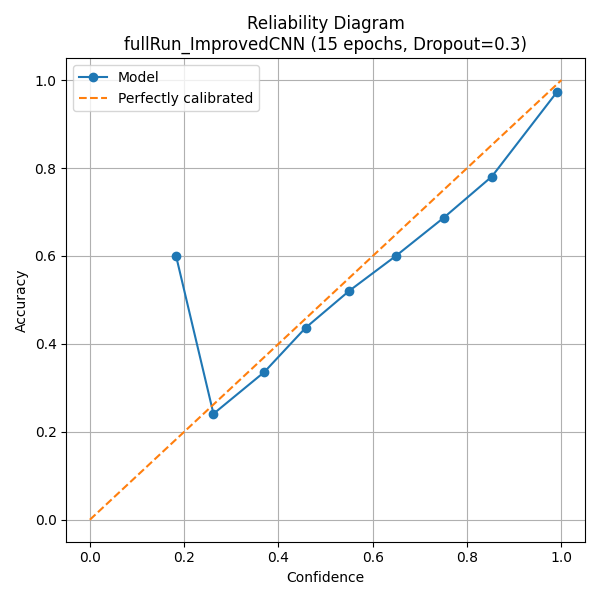 Reliability Diagram
fullRun_ImprovedCNN (15 epochs, Dropout=0.3)
Model
Perfectly calibrated
1.0
0.8
0.6
0.4
0.2
0.0
Accuracy
0.0 0.2 0.4 0.6 0.8 1.0
Confidence